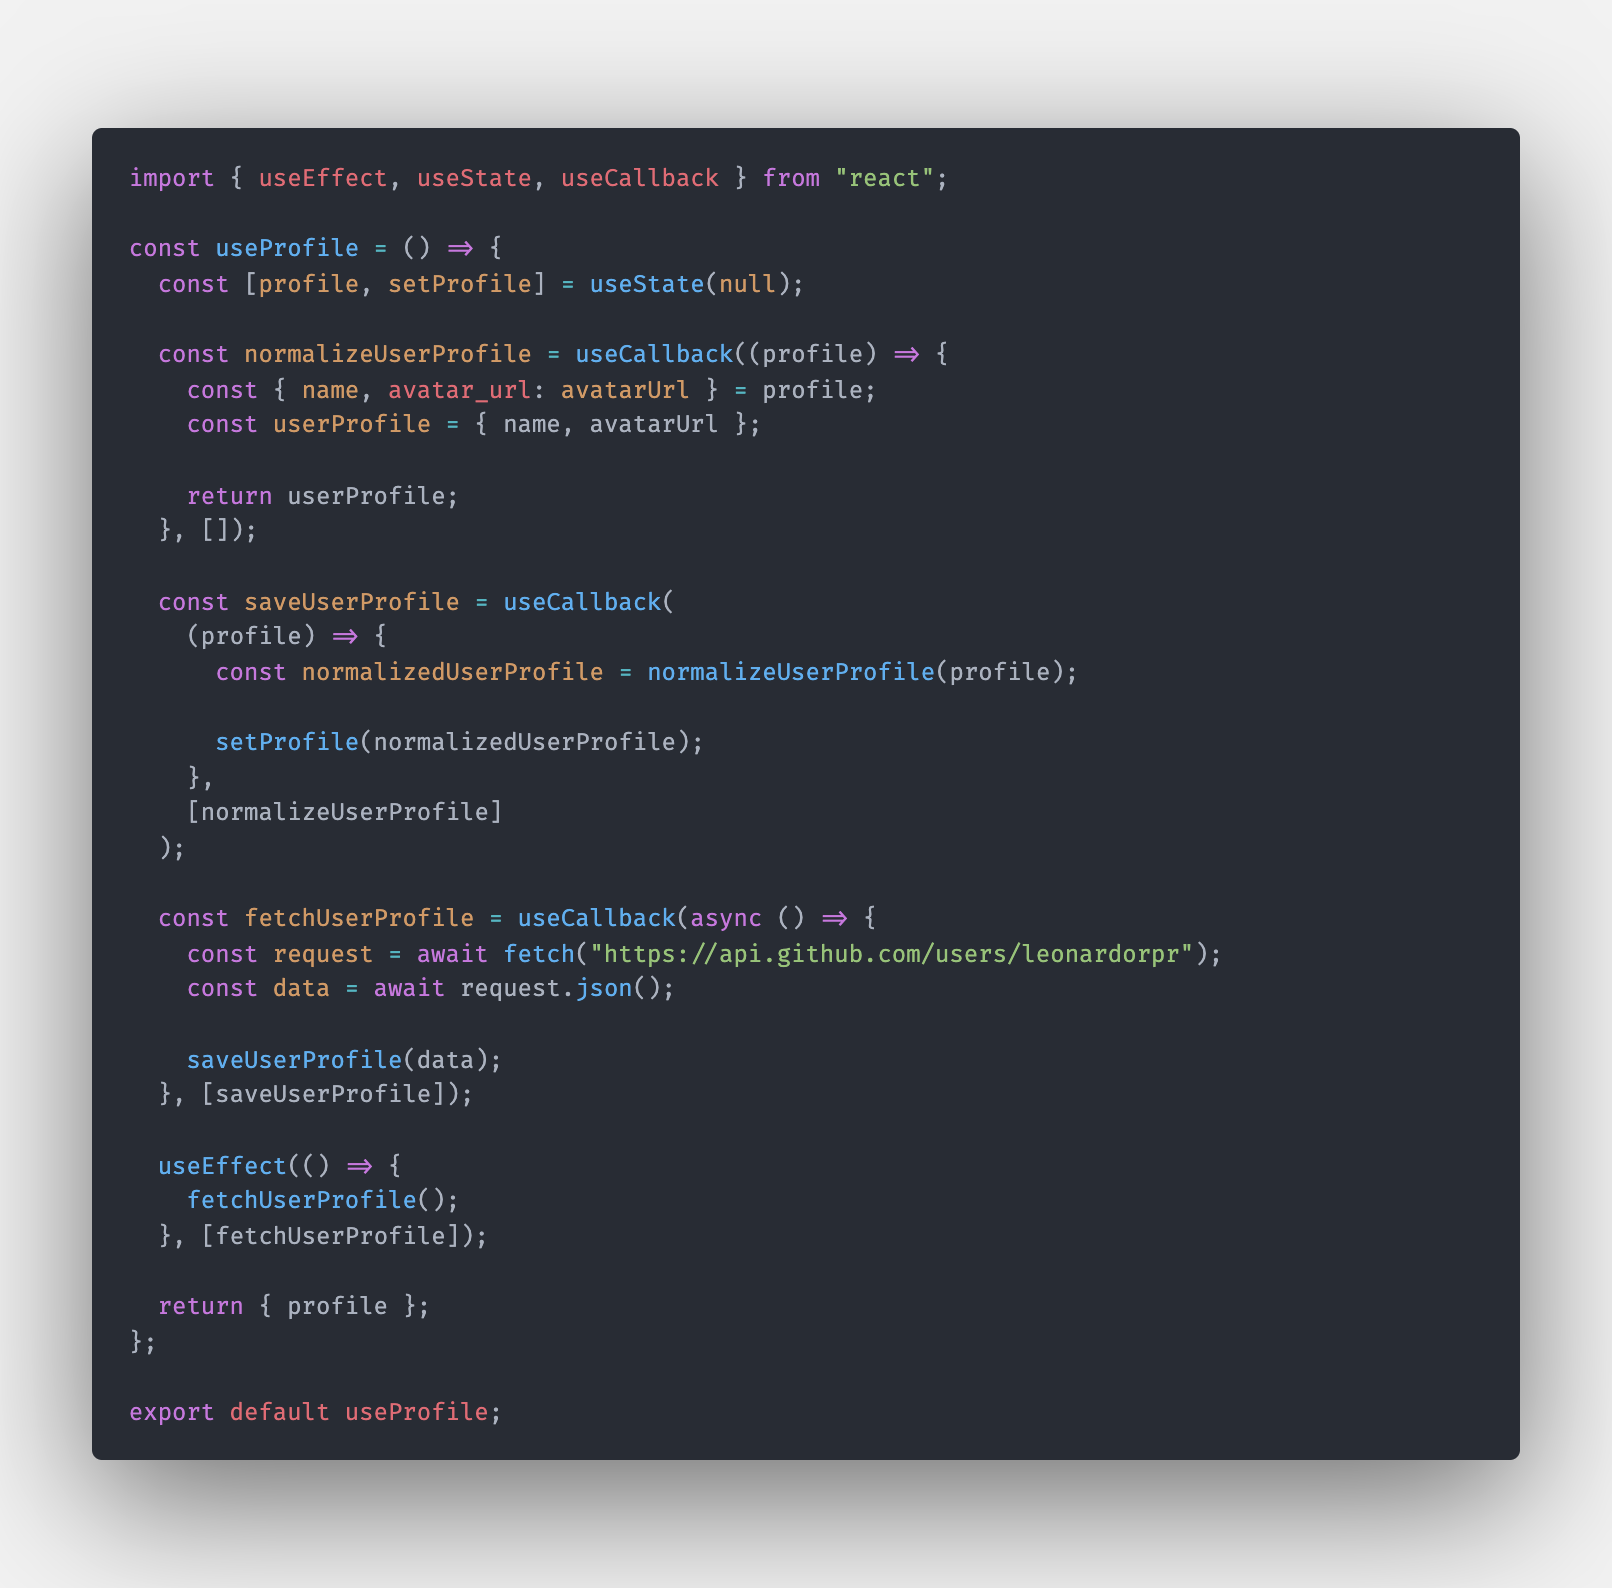 import { useEffect, useState, useCallback } from "react";

const useProfile = () => {
  const [profile, setProfile] = useState(null);

  const normalizeUserProfile = useCallback((profile) => {
    const { name, avatar_url: avatarUrl } = profile;
    const userProfile = { name, avatarUrl };

    return userProfile;
  }, []);

  const saveUserProfile = useCallback(
    (profile) => {
      const normalizedUserProfile = normalizeUserProfile(profile);

      setProfile(normalizedUserProfile);
    },
    [normalizeUserProfile]
  );

  const fetchUserProfile = useCallback(async () => {
    const request = await fetch("https://api.github.com/users/leonardorpr");
    const data = await request.json();

    saveUserProfile(data);
  }, [saveUserProfile]);

  useEffect(() => {
    fetchUserProfile();
  }, [fetchUserProfile]);

  return { profile };
};

export default useProfile;